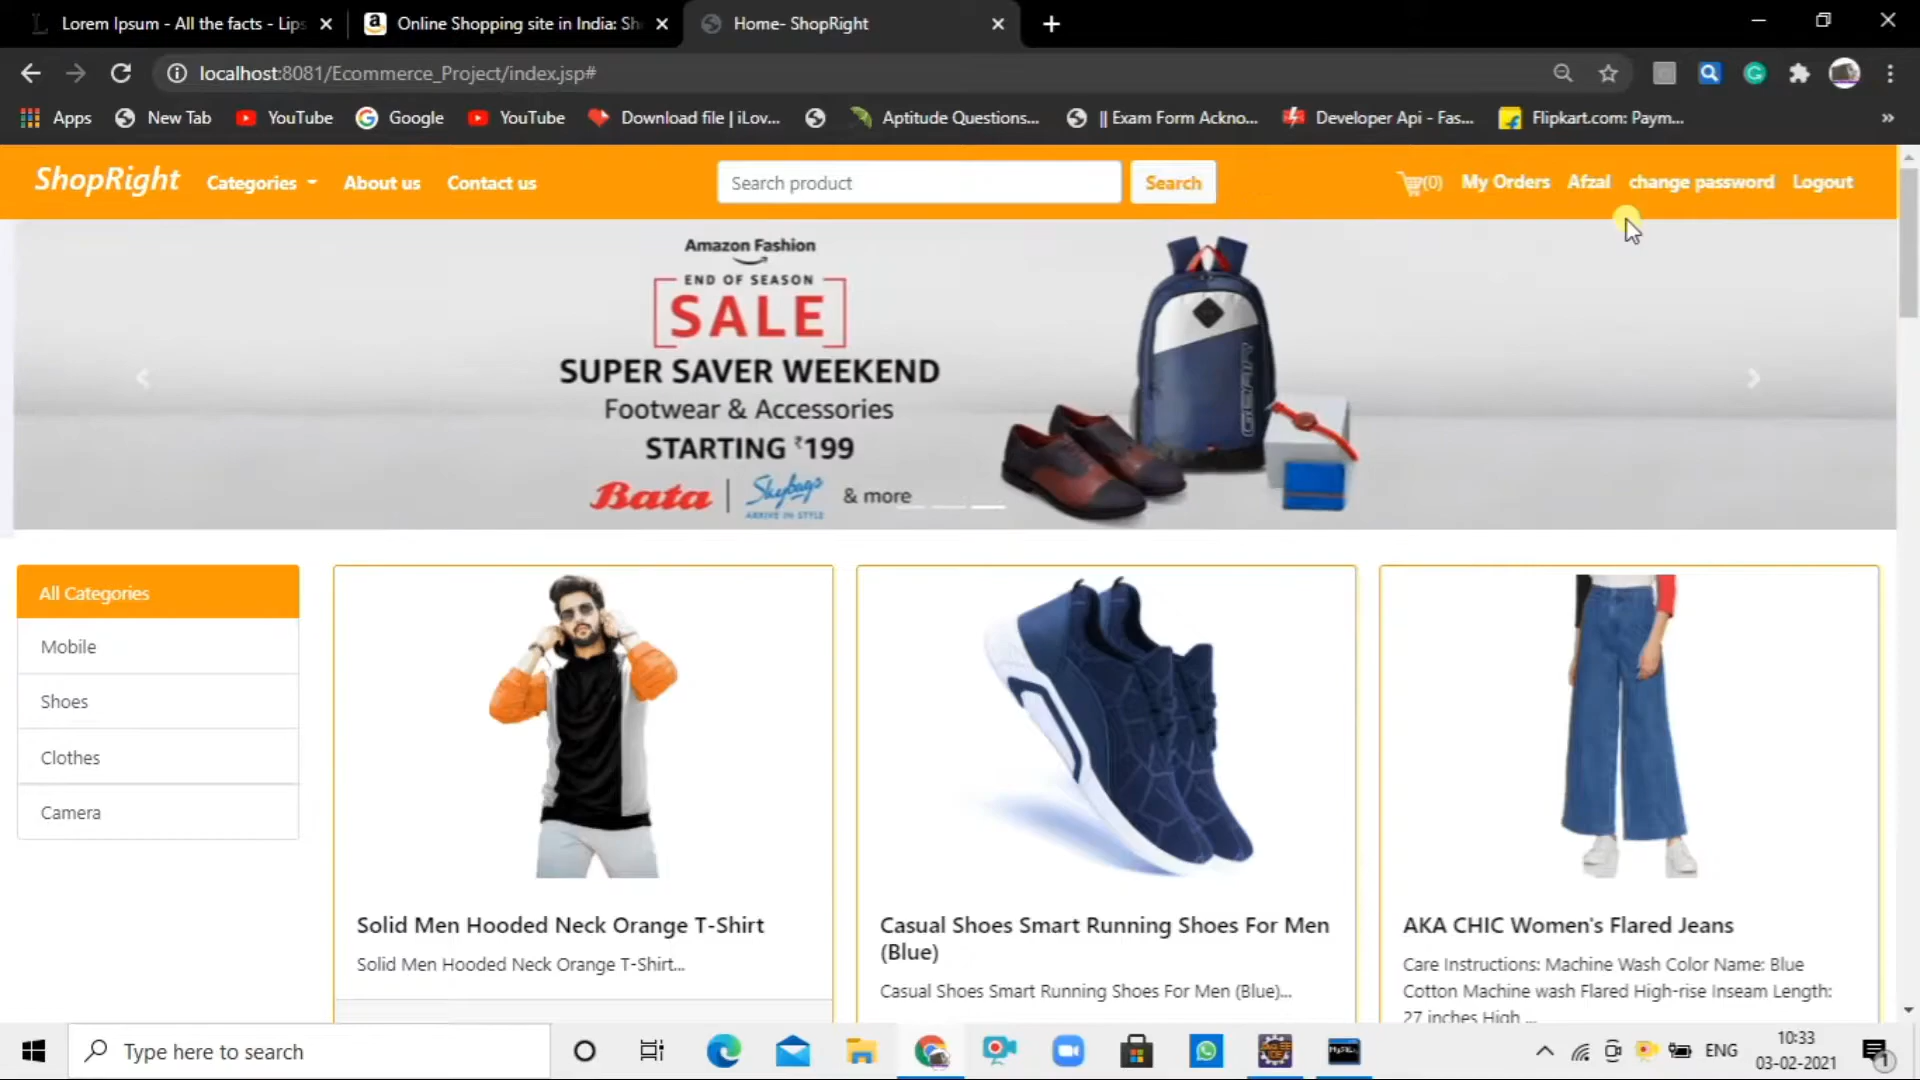 Lorem Ipsum - All the facts - Lips
Online Shopping site in India: Sh
Home- ShopRight
localhost:8081/Ecommerce_Project/index.jsp#
Apps
New Tab
YouTube
Google
YouTube
Download file | iLov...
Aptitude Questions...
|| Exam Form Ackno...
Developer Api - Fas...
Flipkart.com: Paym...
»
ShopRight
Categories
About us
Contact us
Search product
Search
(0)
My Orders
Afzal
change password
Logout
Amazon Fashion
END OF SEASON
SALE
SUPER SAVER WEEKEND
Footwear & Accessories
STARTING ₹199
Bata | Skybags & more
ARRIVE IN STYLE
GEAR
All Categories
Mobile
Shoes
Clothes
Camera
Solid Men Hooded Neck Orange T-Shirt
Solid Men Hooded Neck Orange T-Shirt...
Casual Shoes Smart Running Shoes For Men
(Blue)
Casual Shoes Smart Running Shoes For Men (Blue)...
AKA CHIC Women's Flared Jeans
Care Instructions: Machine Wash Color Name: Blue
Cotton Machine wash Flared High-rise Inseam Length:
27 inches High ...
Type here to search
ENG
10:33
03-02-2021
1